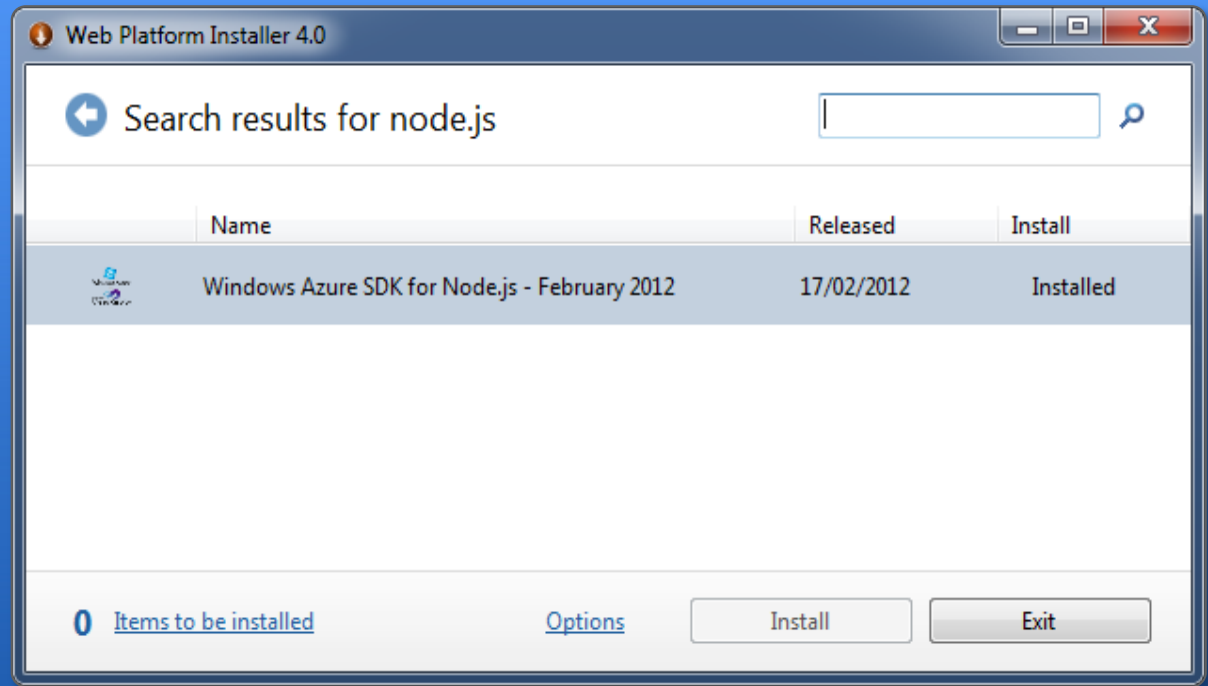 Web Platform Installer 4.0
Search results for node.js
Name Released Install
Windows Azure SDK for Node.js - February 2012 17/02/2012 Installed
0 Items to be installed Options Install Exit